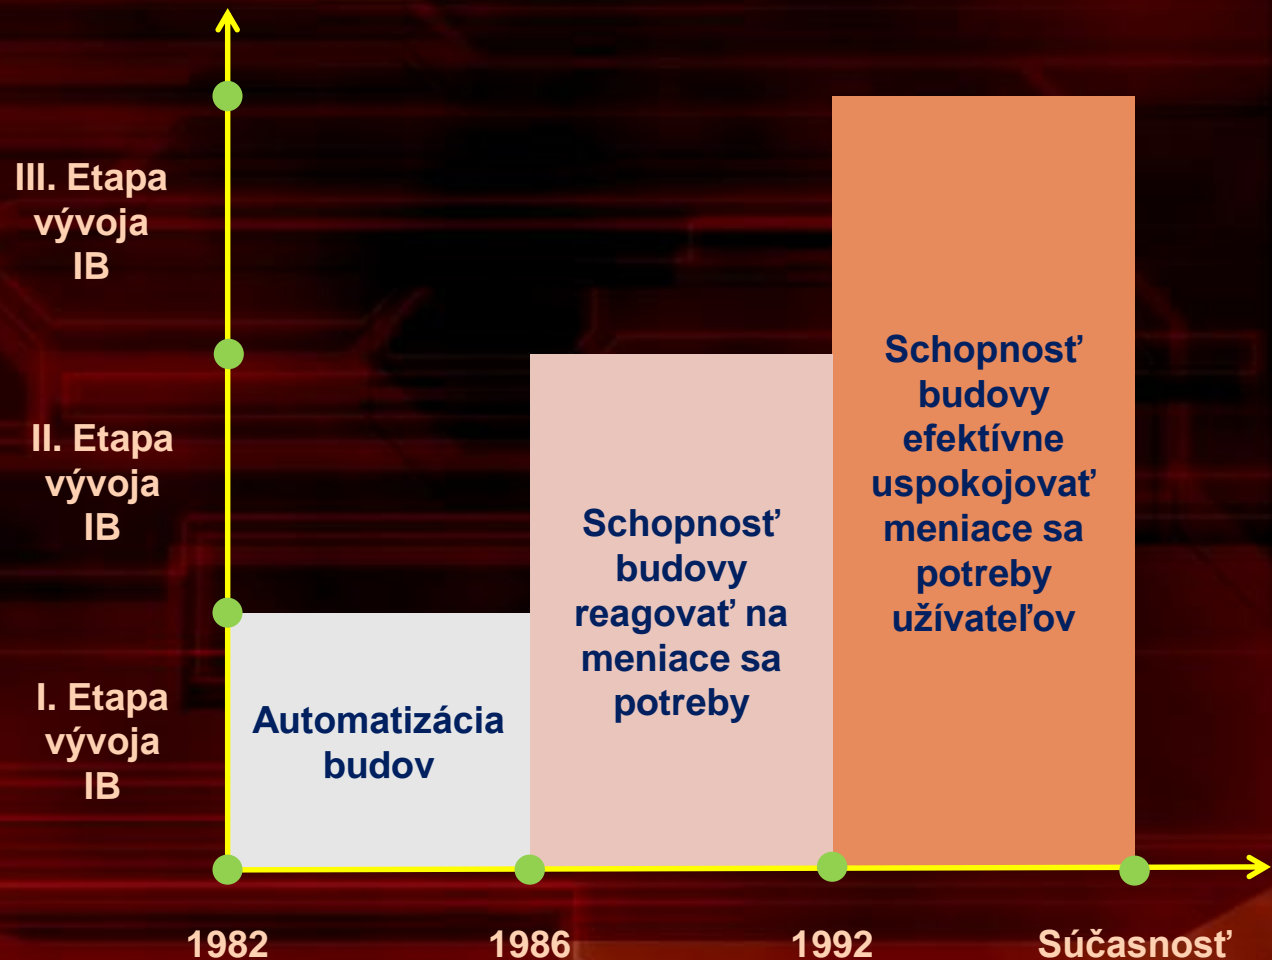 III. Etapa
vývoja
IB
II. Etapa
vývoja
IB
I. Etapa
vývoja
IB
Automatizácia
budov
Schopnosť
budovy
reagovať na
meniace sa
potreby
Schopnosť
budovy
efektívne
uspokojovať
meniace sa
potreby
užívateľov
1982
1986
1992
Súčasnosť